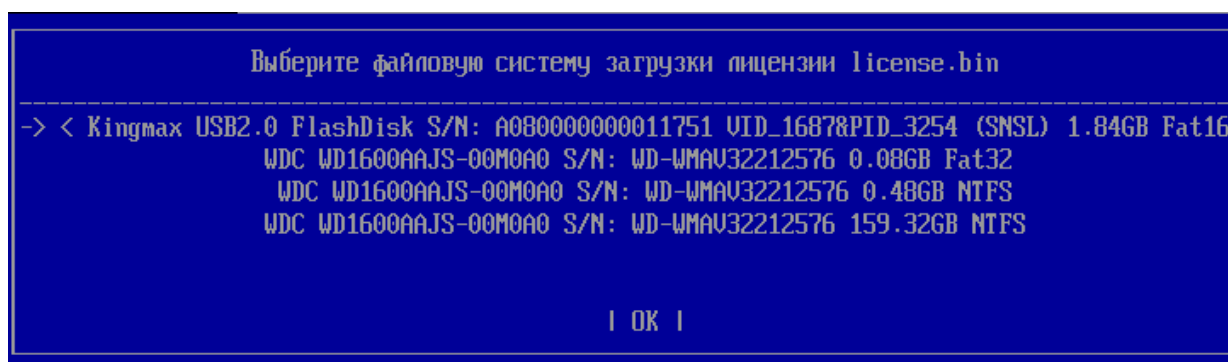 Выберите файловую систему загрузки лицензии license.bin
-> < Kingmax USB2.0 FlashDisk S/N: A080000000011751 VID_1687&PID_3254 (SNSL) 1.84GB Fat16
WDC WD1600AAJS-00M0A0 S/N: WD-WMAV32212576 0.08GB Fat32
WDC WD1600AAJS-00M0A0 S/N: WD-WMAV32212576 0.48GB NTFS
WDC WD1600AAJS-00M0A0 S/N: WD-WMAV32212576 159.32GB NTFS
| OK |